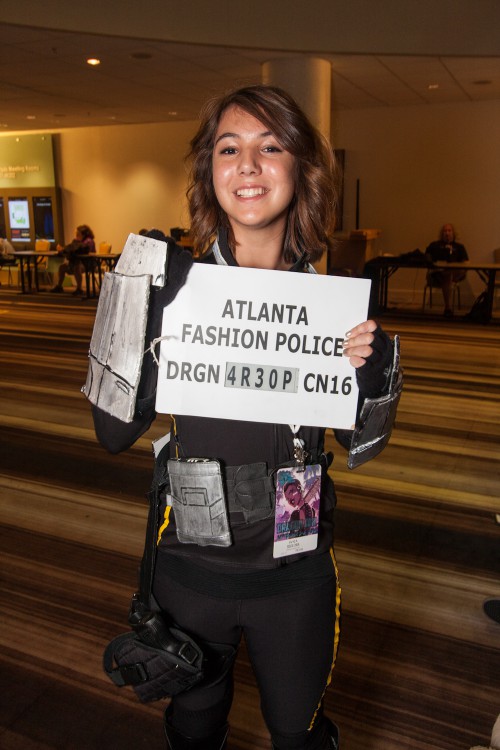 ATLANTA
FASHION POLICE
DRGN 4R30P CN16